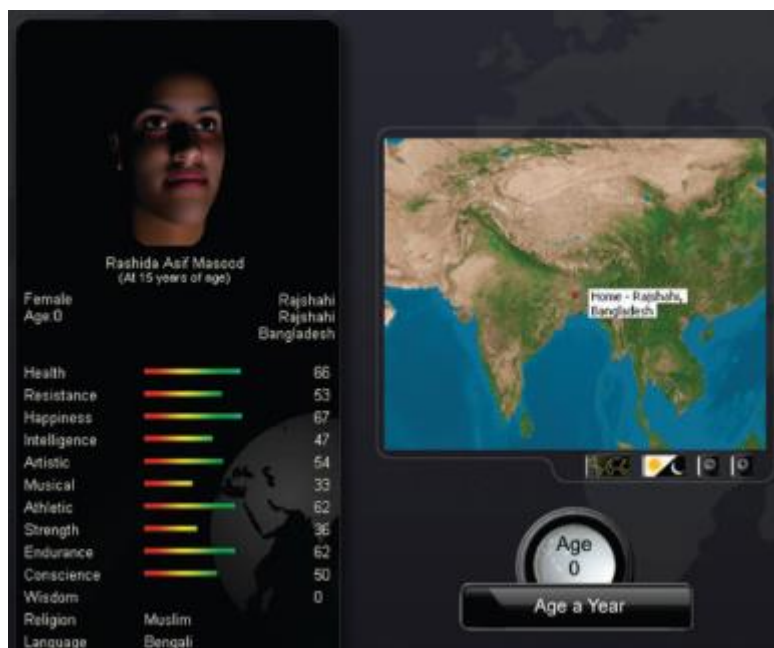 Rashida Asif Masood
(At 15 years of age)
Female Rajshahi
Age:0 Rajshahi
Bangladesh
Health 66
Resistance 53
Happiness 67
Intelligence 47
Artistic 54
Musical 33
Athletic 62
Strength 36
Endurance 62
Conscience 50
Wisdom 0
Religion Muslim
Language Bengali
Home - Rajshahi,
Bangladesh
Age
0
Age a Year